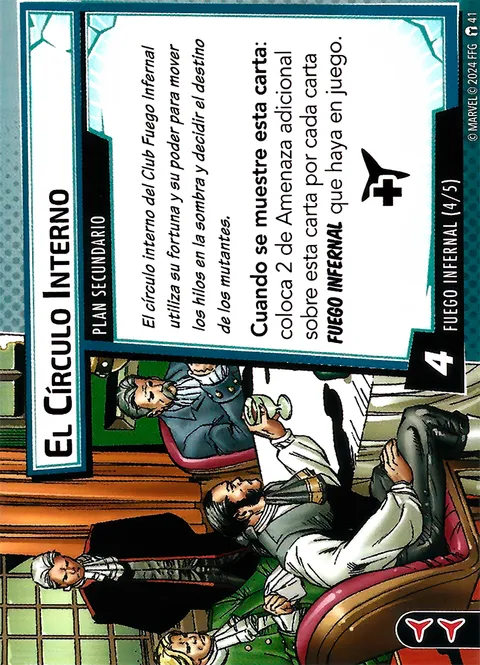 EL CÍRCULO INTERNO
PLAN SECUNDARIO
El círculo interno del Club Fuego Infernal
utiliza su fortuna y su poder para mover
los hilos en la sombra y decidir el destino
de los mutantes.
Cuando se muestre esta carta:
coloca 2 de Amenaza adicional
sobre esta carta por cada carta
FUEGO INFERNAL que haya en juego.
4
FUEGO INFERNAL (4/5)
© MARVEL © 2024 FFG 41